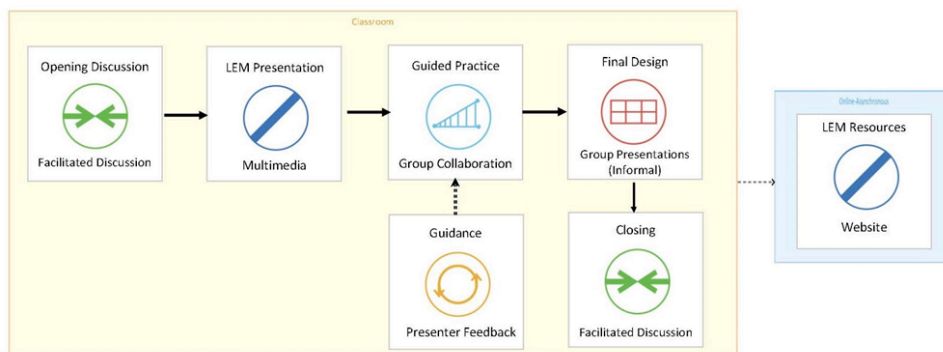 Classroom
Opening Discussion
Facilitated Discussion
LEM Presentation
Multimedia
Guided Practice
Group Collaboration
Final Design
Group Presentations
(Informal)
Guidance
Presenter Feedback
Closing
Facilitated Discussion
Online Asynchronous
LEM Resources
Website